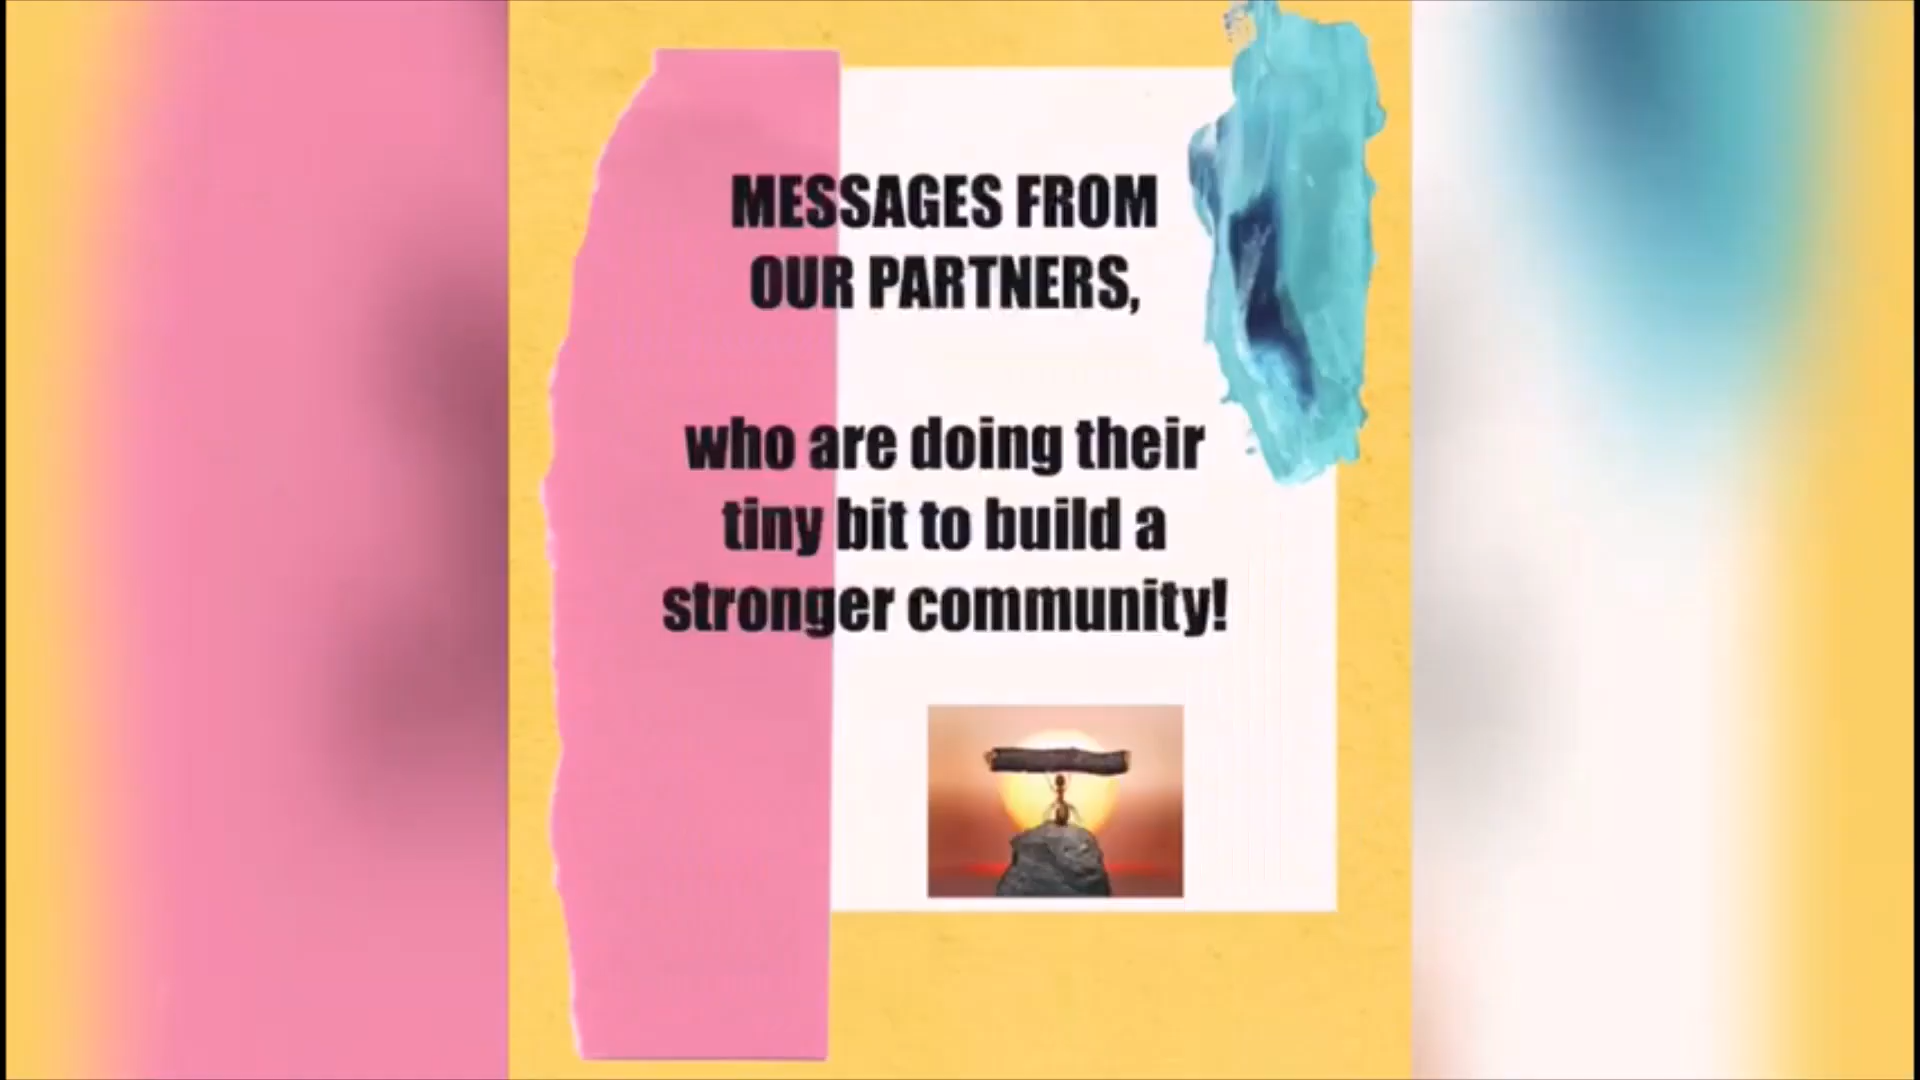 MESSAGES FROM
OUR PARTNERS,
who are doing their
tiny bit to build a
stronger community!